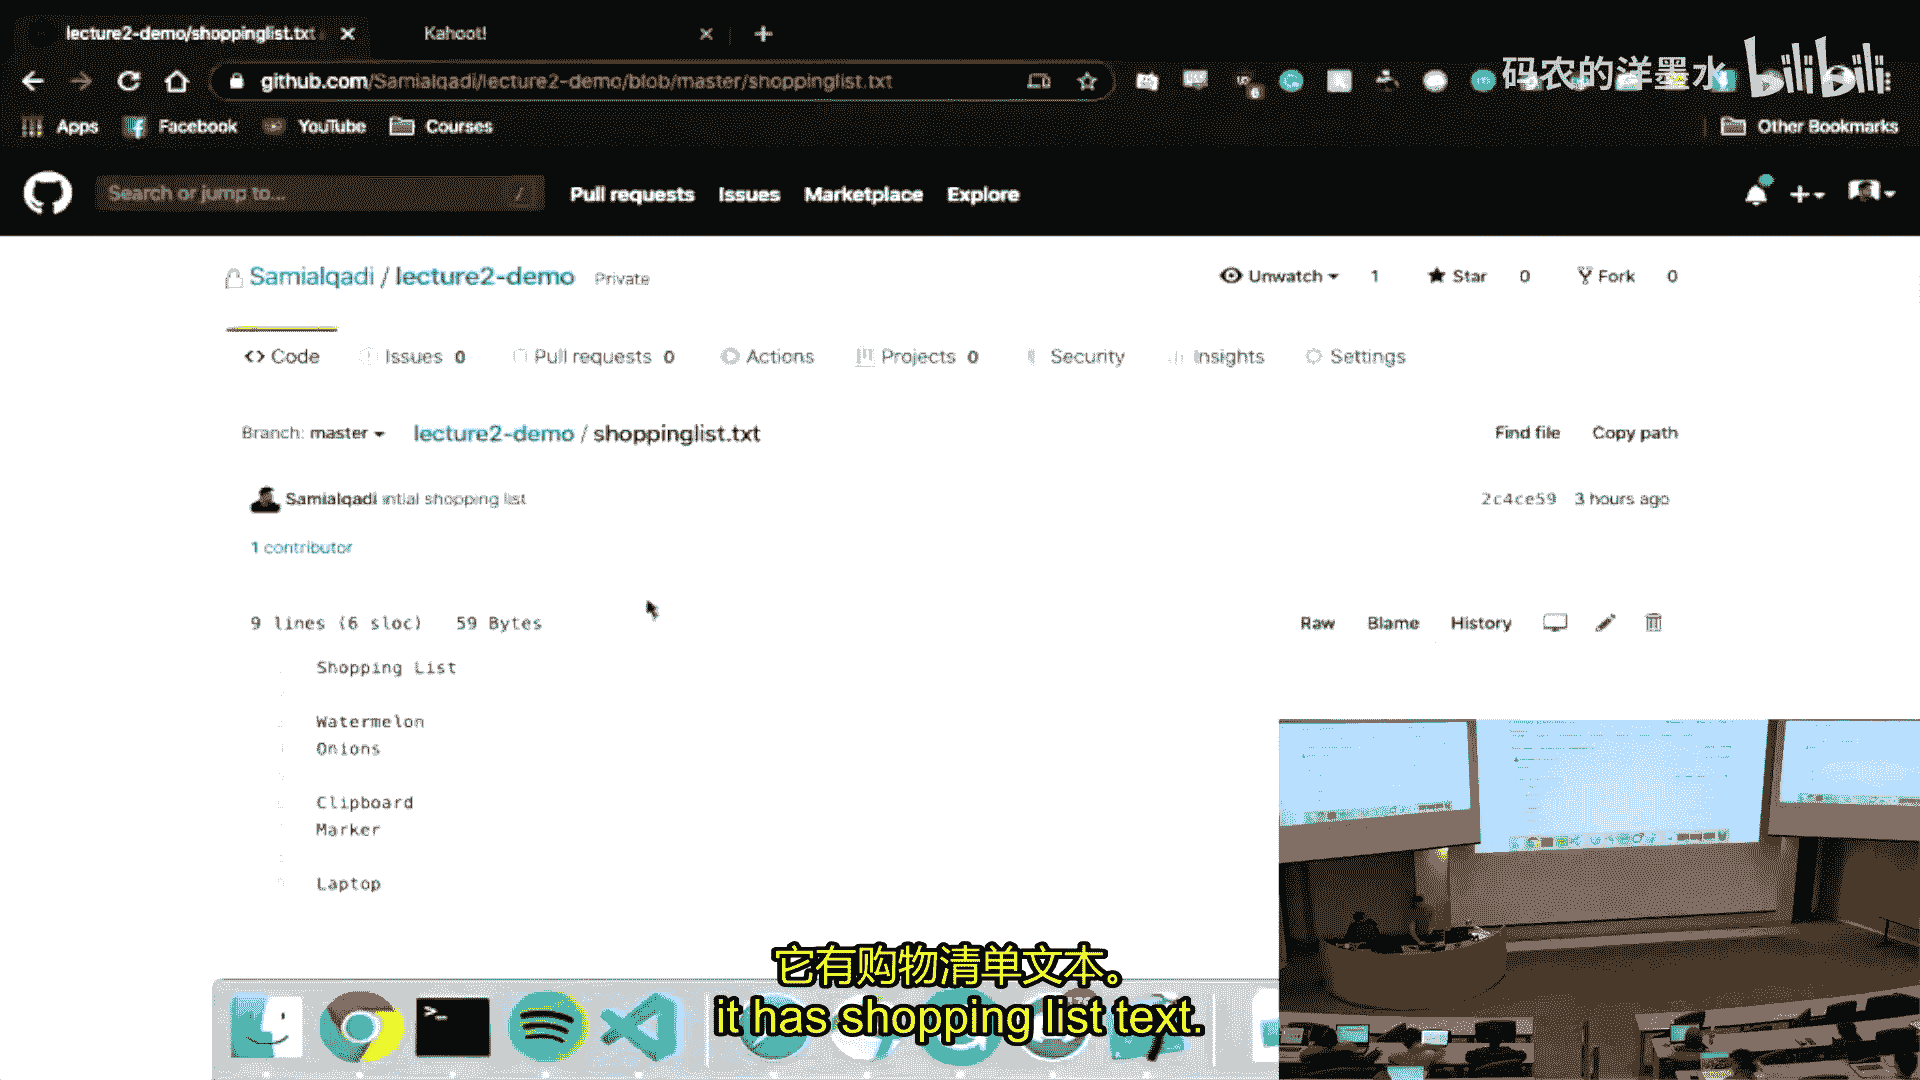 lecture2-demo/shoppinglist.txt
Kahoot!
github.com/Samialqadi/lecture2-demo/blob/master/shoppinglist.txt
码农的洋墨水
bilibili
Apps
Facebook
YouTube
Courses
Other Bookmarks
Search or jump to...
/
Pull requests
Issues
Marketplace
Explore
Samialqadi / lecture2-demo Private
Unwatch 1
Star 0
Fork 0
Code
Issues 0
Pull requests 0
Actions
Projects 0
Security
Insights
Settings
Branch: master
lecture2-demo / shoppinglist.txt
Find file
Copy path
Samialqadi intial shopping list
2c4ce59 3 hours ago
1 contributor
9 lines (6 sloc) 59 Bytes
Raw
Blame
History
Shopping List
Watermelon
Onions
Clipboard
Marker
Laptop
它有购物清单文本。
it has shopping list text.